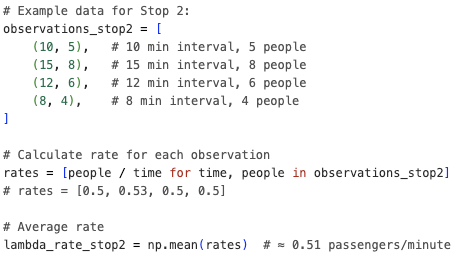 # Example data for Stop 2:
observations_stop2 = [
    (10, 5),   # 10 min interval, 5 people
    (15, 8),   # 15 min interval, 8 people
    (12, 6),   # 12 min interval, 6 people
    (8, 4),    # 8 min interval, 4 people
]

# Calculate rate for each observation
rates = [people / time for time, people in observations_stop2]
# rates = [0.5, 0.53, 0.5, 0.5]

# Average rate
lambda_rate_stop2 = np.mean(rates)  # ≈ 0.51 passengers/minute